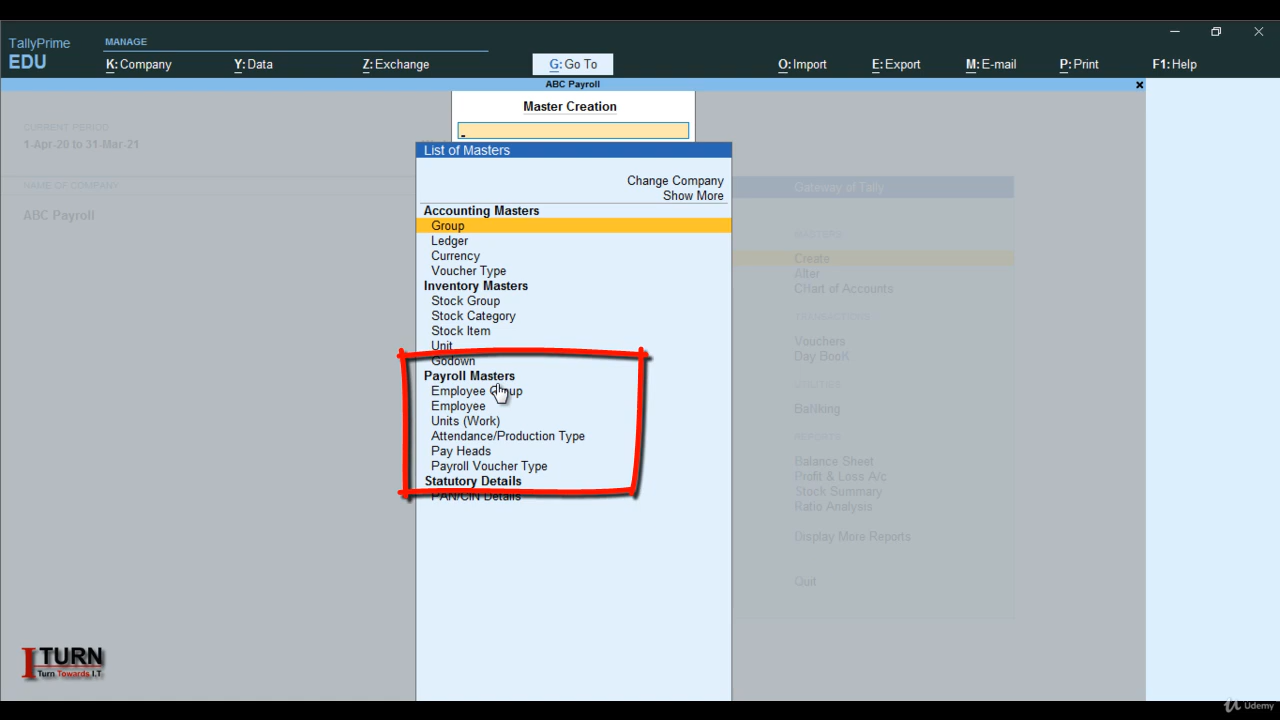 TallyPrime
EDU
MANAGE
K: Company
Y: Data
Z: Exchange
G: Go To
O: Import
E: Export
M: E-mail
P: Print
F1: Help
ABC Payroll
CURRENT PERIOD
1-Apr-20 to 31-Mar-21
NAME OF COMPANY
ABC Payroll
Master Creation
List of Masters
Change Company
Show More
Accounting Masters
Group
Ledger
Currency
Voucher Type
Inventory Masters
Stock Group
Stock Category
Stock Item
Unit
Godown
Payroll Masters
Employee Group
Employee
Units (Work)
Attendance/Production Type
Pay Heads
Payroll Voucher Type
Statutory Details
PAN/CIN Details
Gateway of Tally
MASTERS
Create
Alter
CHart of Accounts
TRANSACTIONS
Vouchers
Day BooK
UTILITIES
BaNking
REPORTS
Balance Sheet
Profit & Loss A/c
Stock Summary
Ratio Analysis
Display More Reports
Quit
ITURN
Turn Towards I.T.
Udemy